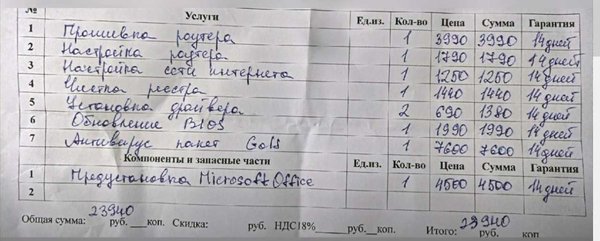 № Услуги Ед.из. Кол-во Цена Сумма Гарантия
1 Прошивка роутера 1 3990 3990 14 дней
2 Настройка роутера 1 1790 1790 14 дней
3 Настройка сети интернета 1 1250 1250 14 дней
4 Чистка реестра 1 1440 1440 14 дней
5 Установка драйвера 2 690 1380 14 дней
6 Обновление BIOS 1 1990 1990 14 дней
7 Антивирус пакет Gold 1 7600 7600 14 дней
Компоненты и запасные части Ед.из. Кол-во Цена Сумма Гарантия
1 Предустановка Microsoft Office 1 4500 4500 14 дней
2
Общая сумма: 23940 руб. __коп. Скидка: ______ руб. НДС18%_____руб.__коп. Итого: 23940 руб. коп